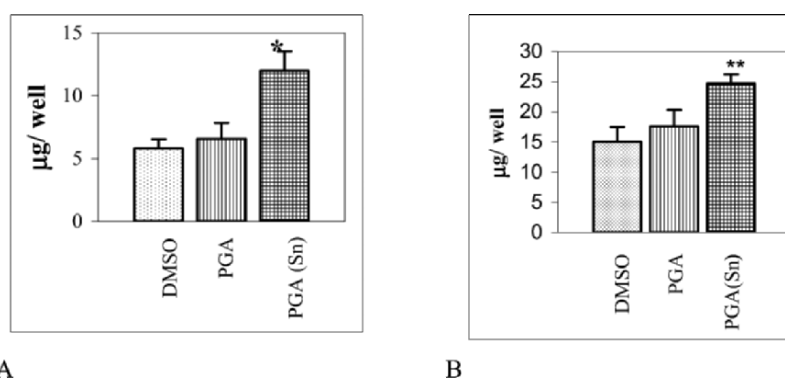 15
10
5
0
µg/ well
*
DMSO
PGA
PGA (Sn)
A
30
25
20
15
10
5
0
µg/ well
**
DMSO
PGA
PGA(Sn)
B